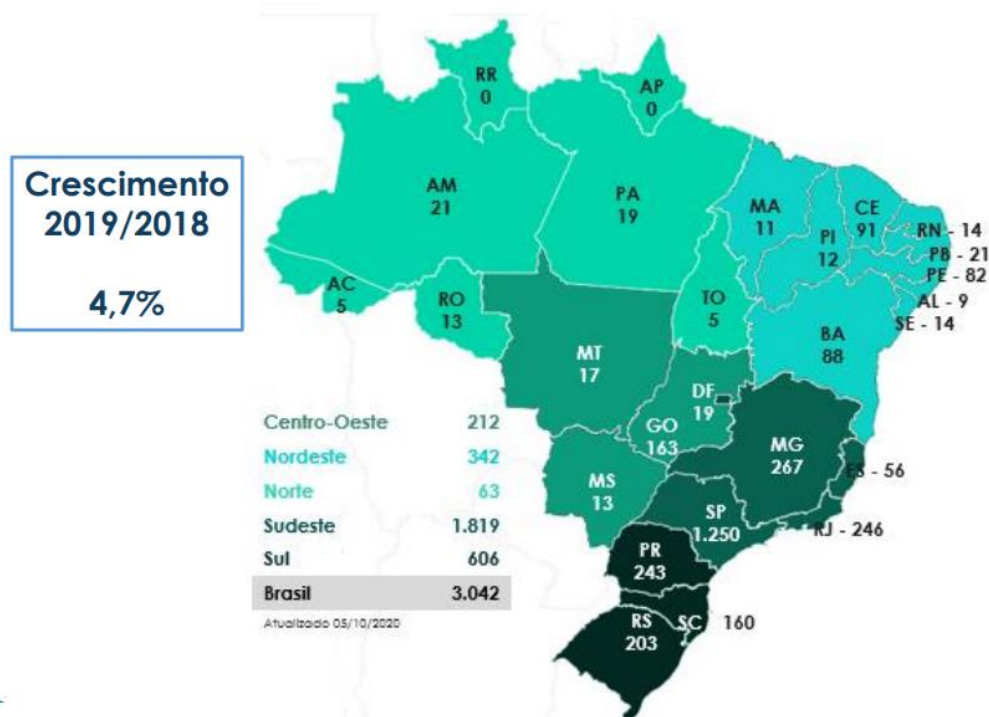 Crescimento
2019/2018
4,7%
RR
0
AP
0
AM
21
PA
19
MA
11
PI
12
CE
91
RN - 14
PB - 21
PE - 82
AL - 9
SE - 14
AC
5
RO
13
TO
5
BA
88
MT
17
DF
19
GO
163
MG
267
ES - 56
MS
13
SP
1.250
RJ - 246
PR
243
SC 160
RS
203
Centro-Oeste 212
Nordeste 342
Norte 63
Sudeste 1.819
Sul 606
Brasil 3.042
Atualizado 05/10/2020